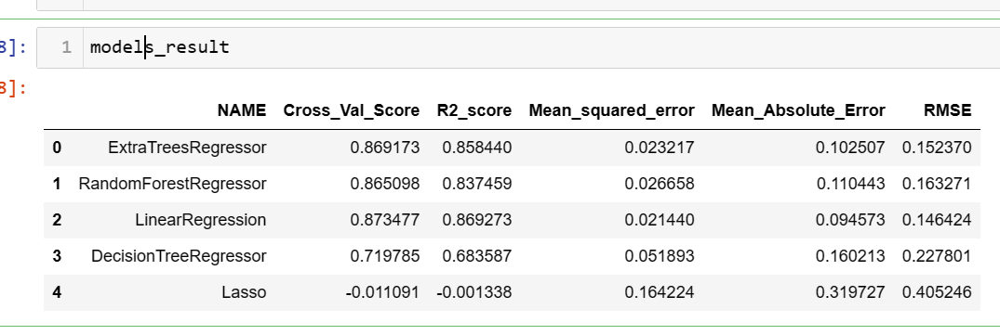 8]: 1 models_result
8]:
NAME Cross_Val_Score R2_score Mean_squared_error Mean_Absolute_Error RMSE
0 ExtraTreesRegressor 0.869173 0.858440 0.023217 0.102507 0.152370
1 RandomForestRegressor 0.865098 0.837459 0.026658 0.110443 0.163271
2 LinearRegression 0.873477 0.869273 0.021440 0.094573 0.146424
3 DecisionTreeRegressor 0.719785 0.683587 0.051893 0.160213 0.227801
4 Lasso -0.011091 -0.001338 0.164224 0.319727 0.405246